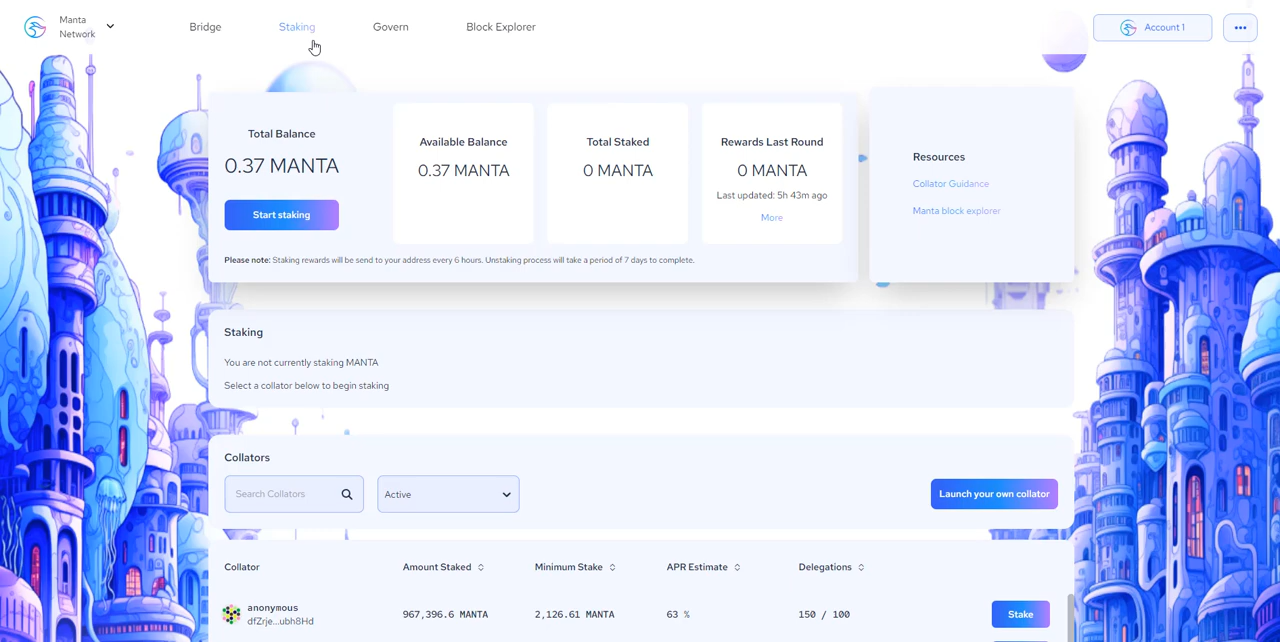 Manta
Network
Bridge
Staking
Govern
Block Explorer
Account 1
Total Balance
0.37 MANTA
Start staking
Available Balance
0.37 MANTA
Total Staked
0 MANTA
Rewards Last Round
0 MANTA
Last updated: 5h 43m ago
More
Please note: Staking rewards will be send to your address every 6 hours. Unstaking process will take a period of 7 days to complete.
Resources
Collator Guidance
Manta block explorer
Staking
You are not currently staking MANTA
Select a collator below to begin staking
Collators
Search Collators
Active
Launch your own collator
Collator
Amount Staked
Minimum Stake
APR Estimate
Delegations
anonymous
dfZrje...ubh8Hd
967,396.6 MANTA
2,126.61 MANTA
63 %
150 / 100
Stake